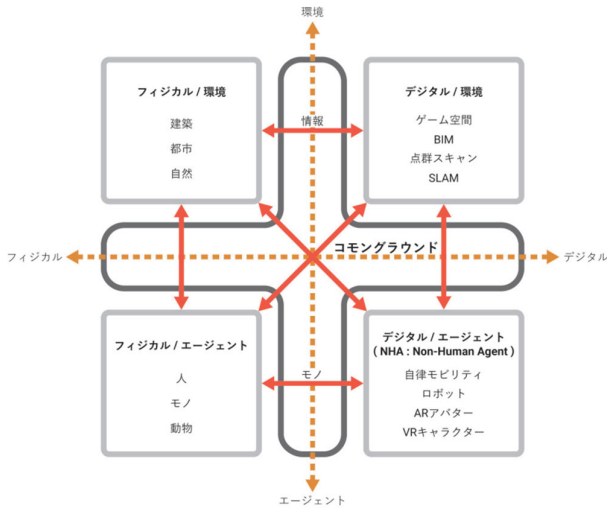 環境
フィジカル / 環境
建築
都市
自然
情報
デジタル / 環境
ゲーム空間
BIM
点群スキャン
SLAM
フィジカル
コモングラウンド
デジタル
フィジカル / エージェント
人
モノ
動物
モノ
デジタル / エージェント
( NHA : Non-Human Agent )
自律モビリティ
ロボット
ARアバター
VRキャラクター
エージェント